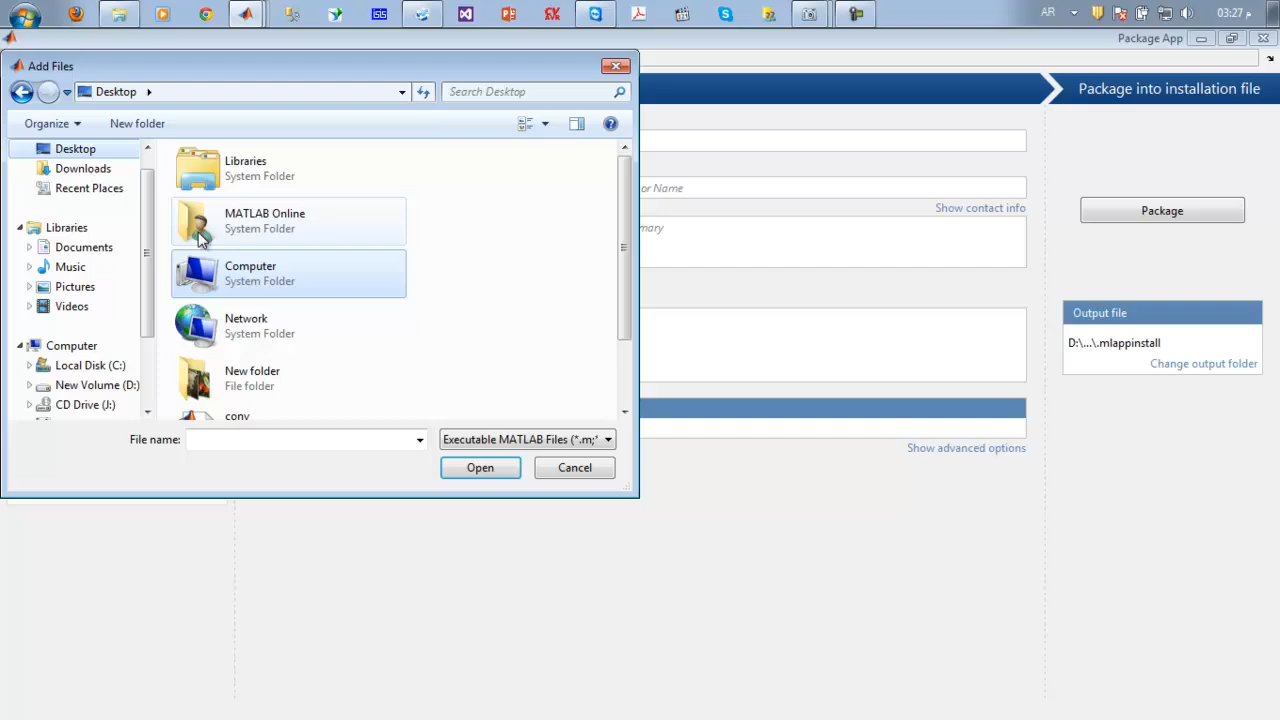 AR
03:27 م
Package App
Add Files
Desktop
Search Desktop
Package into installation file
Organize
New folder
Desktop
Downloads
Recent Places
Libraries
Documents
Music
Pictures
Videos
Computer
Local Disk (C:)
New Volume (D:)
CD Drive (J:)
Libraries
System Folder
MATLAB Online
System Folder
Computer
System Folder
Network
System Folder
New folder
File folder
conv
File name:
Executable MATLAB Files (*.m;*
Open
Cancel
or Name
Show contact info
mary
Show advanced options
Package
Output file
D:\...\.mlappinstall
Change output folder